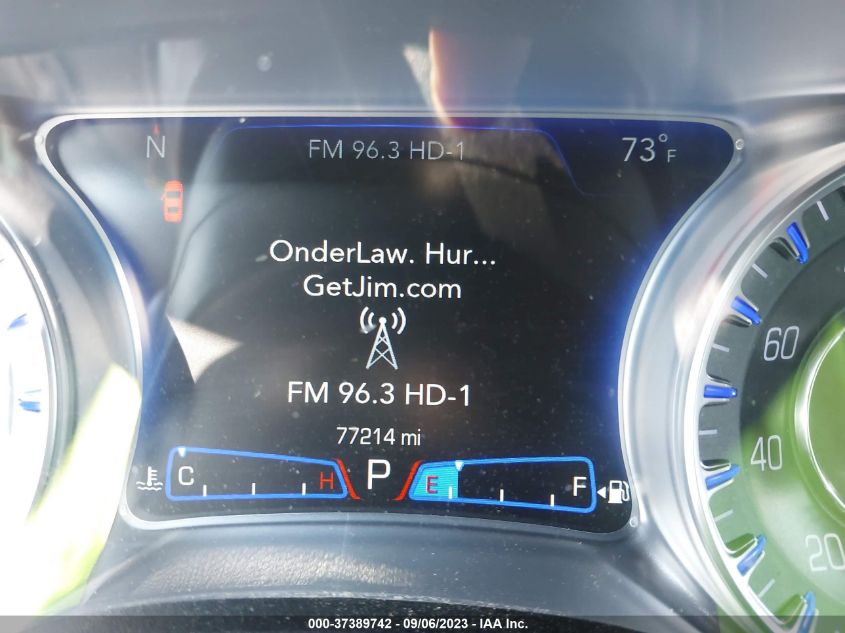 N FM 96.3 HD-1 73°F
OnderLaw. Hur...
GetJim.com
FM 96.3 HD-1
77214 mi
C H P E F
60
40
20
000-37389742 - 09/06/2023 - IAA Inc.